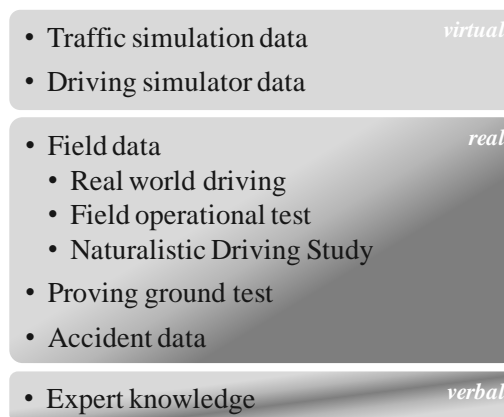 • Traffic simulation data virtual
• Driving simulator data
• Field data real
• Real world driving
• Field operational test
• Naturalistic Driving Study
• Proving ground test
• Accident data
• Expert knowledge verbal